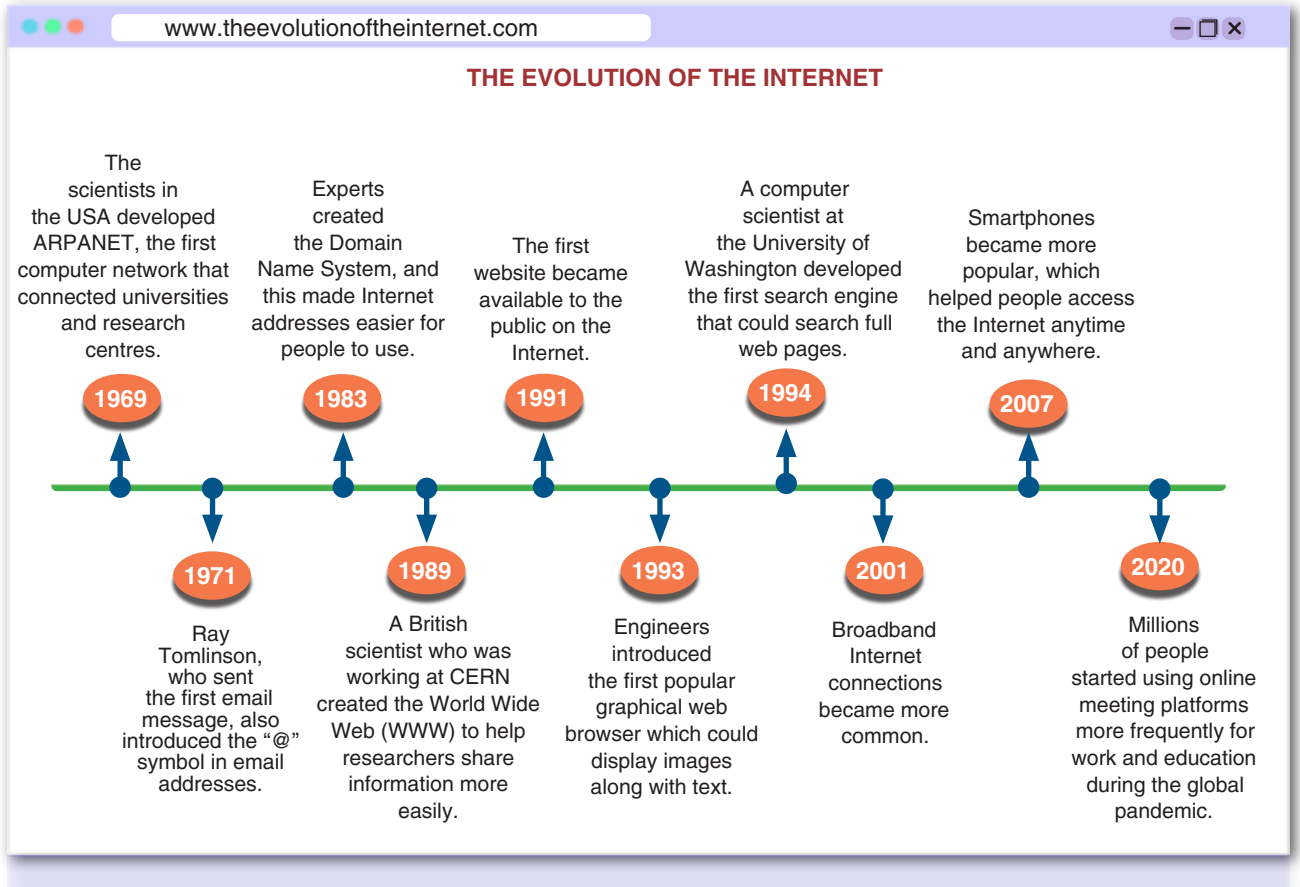 www.theevolutionoftheinternet.com
THE EVOLUTION OF THE INTERNET
The
scientists in
the USA developed
ARPANET, the first
computer network that
connected universities
and research
centres.
1969
Experts
created
the Domain
Name System, and
this made Internet
addresses easier for
people to use.
1983
The first
website became
available to the
public on the
Internet.
1991
A computer
scientist at
the University of
Washington developed
the first search engine
that could search full
web pages.
1994
Smartphones
became more
popular, which
helped people access
the Internet anytime
and anywhere.
2007
1971
Ray
Tomlinson,
who sent
the first email
message, also
introduced the “@”
symbol in email
addresses.
1989
A British
scientist who was
working at CERN
created the World Wide
Web (WWW) to help
researchers share
information more
easily.
1993
Engineers
introduced
the first popular
graphical web
browser which could
display images
along with text.
2001
Broadband
Internet
connections
became more
common.
2020
Millions
of people
started using online
meeting platforms
more frequently for
work and education
during the global
pandemic.